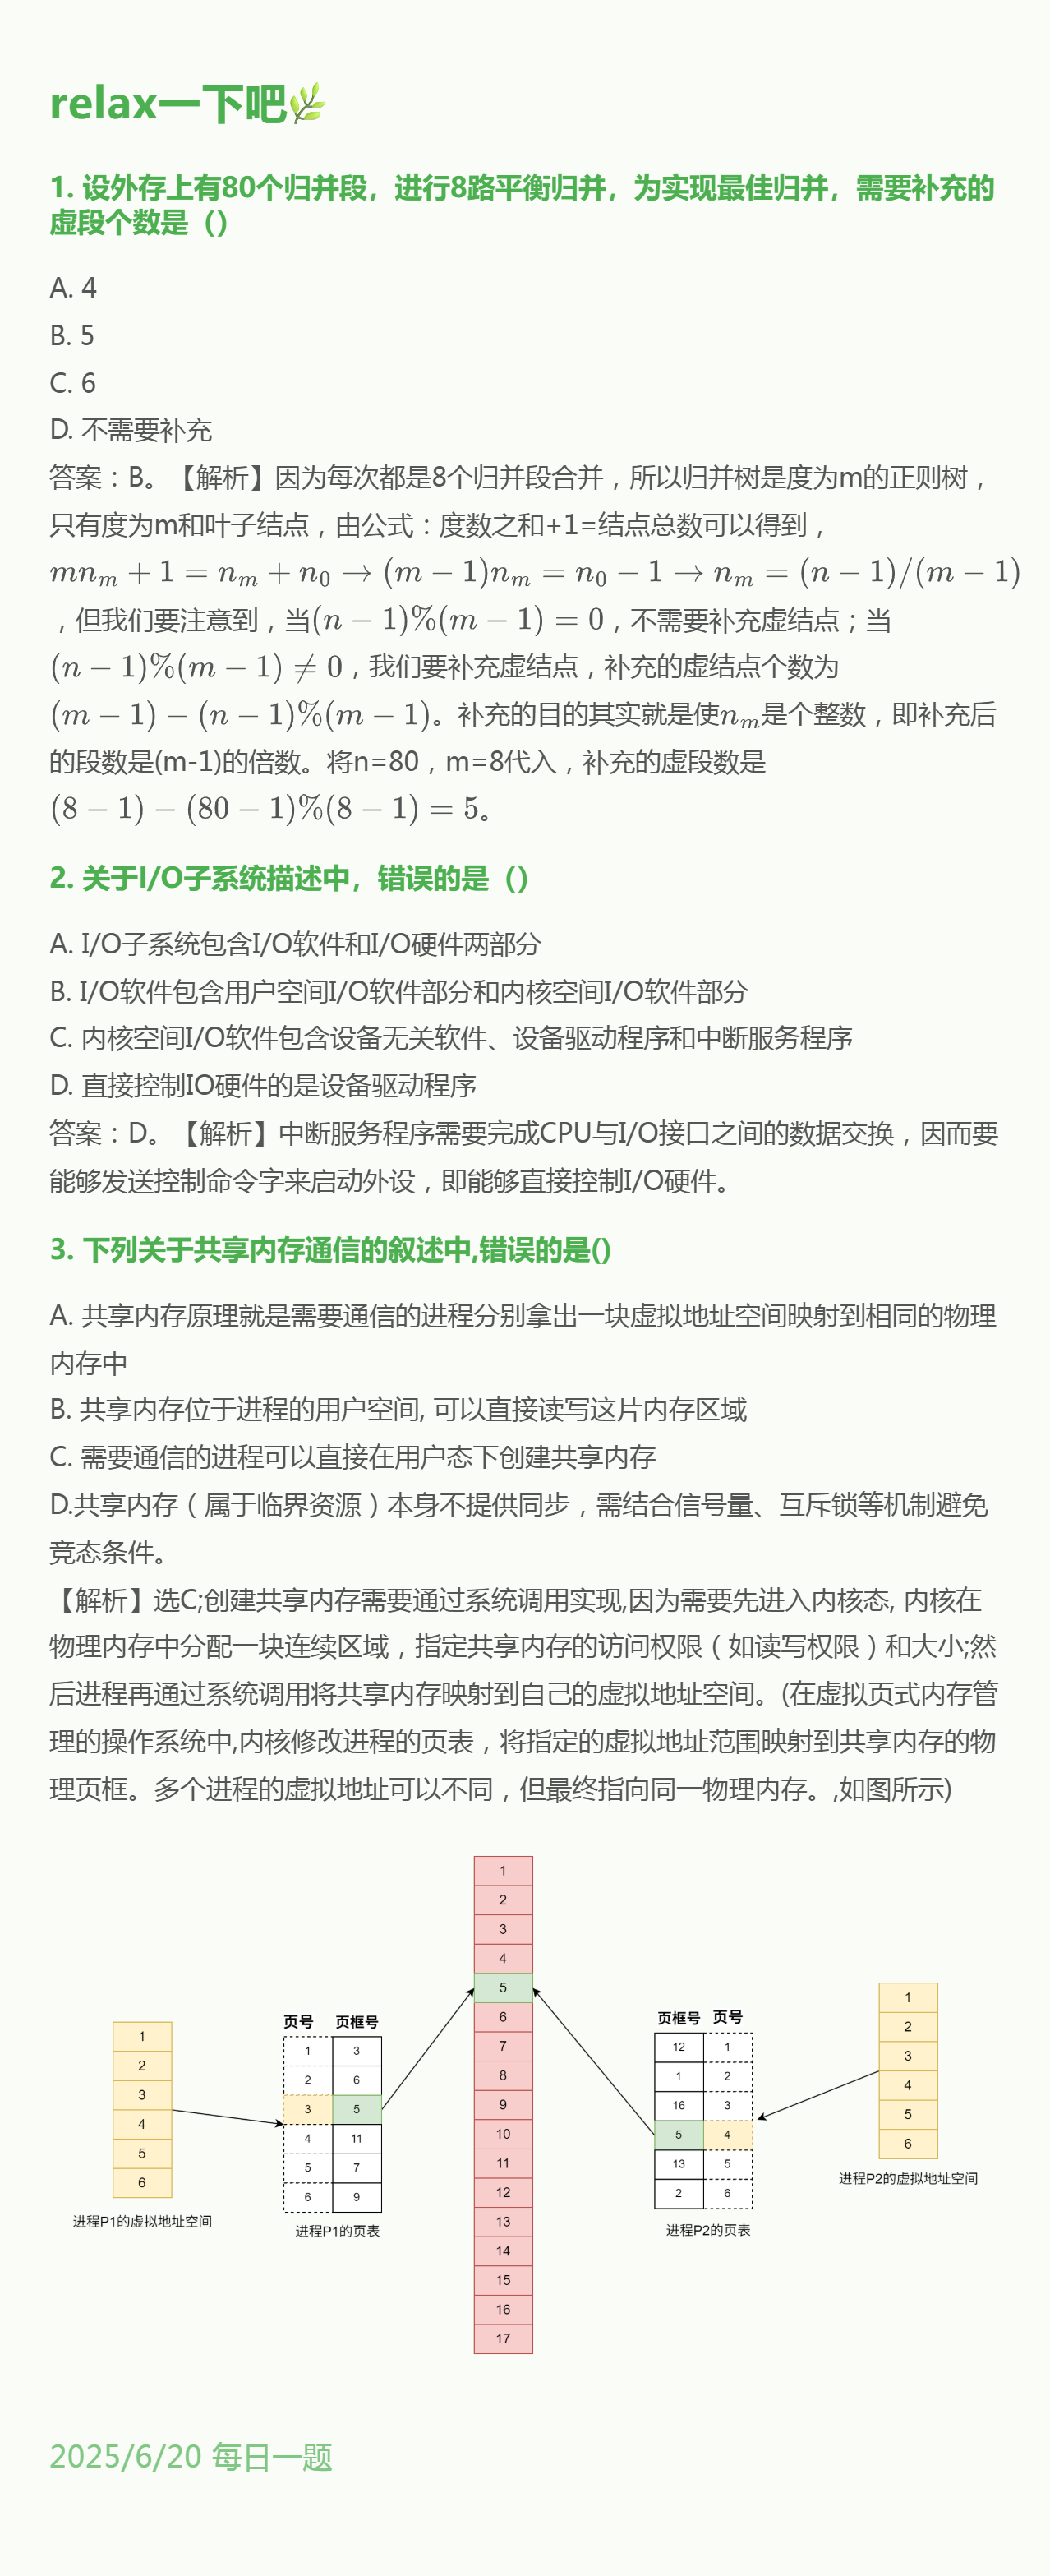 relax一下吧🌿
1. 设外存上有80个归并段，进行8路平衡归并，为实现最佳归并，需要补充的
虚段个数是（）
A. 4
B. 5
C. 6
D. 不需要补充
答案：B。【解析】因为每次都是8个归并段合并，所以归并树是度为m的正则树，
只有度为m和叶子结点，由公式：度数之和+1=结点总数可以得到，
mnₘ + 1 = nₘ + n₀ → (m − 1)nₘ = n₀ − 1 → nₘ = (n − 1)/(m − 1)
，但我们要注意到，当(n − 1)%(m − 1) = 0，不需要补充虚结点；当
(n − 1)%(m − 1) ≠ 0，我们要补充虚结点，补充的虚结点个数为
(m − 1) − (n − 1)%(m − 1)。补充的目的其实就是使nₘ是个整数，即补充后
的段数是(m-1)的倍数。将n=80，m=8代入，补充的虚段数是
(8 − 1) − (80 − 1)%(8 − 1) = 5。
2. 关于I/O子系统描述中，错误的是（）
A. I/O子系统包含I/O软件和I/O硬件两部分
B. I/O软件包含用户空间I/O软件部分和内核空间I/O软件部分
C. 内核空间I/O软件包含设备无关软件、设备驱动程序和中断服务程序
D. 直接控制IO硬件的是设备驱动程序
答案：D。【解析】中断服务程序需要完成CPU与I/O接口之间的数据交换，因而要
能够发送控制命令字来启动外设，即能够直接控制I/O硬件。
3. 下列关于共享内存通信的叙述中,错误的是()
A. 共享内存原理就是需要通信的进程分别拿出一块虚拟地址空间映射到相同的物理
内存中
B. 共享内存位于进程的用户空间, 可以直接读写这片内存区域
C. 需要通信的进程可以直接在用户态下创建共享内存
D.共享内存（属于临界资源）本身不提供同步，需结合信号量、互斥锁等机制避免
竞态条件。
【解析】选C;创建共享内存需要通过系统调用实现,因为需要先进入内核态, 内核在
物理内存中分配一块连续区域，指定共享内存的访问权限（如读写权限）和大小;然
后进程再通过系统调用将共享内存映射到自己的虚拟地址空间。(在虚拟页式内存管
理的操作系统中,内核修改进程的页表，将指定的虚拟地址范围映射到共享内存的物
理页框。多个进程的虚拟地址可以不同，但最终指向同一物理内存。,如图所示)
1
2
3
4
5
6
进程P1的虚拟地址空间
页号 页框号
1 3
2 6
3 5
4 11
5 7
6 9
进程P1的页表
1
2
3
4
5
6
7
8
9
10
11
12
13
14
15
16
17
页框号 页号
12 1
1 2
16 3
5 4
13 5
2 6
进程P2的页表
1
2
3
4
5
6
进程P2的虚拟地址空间
2025/6/20 每日一题